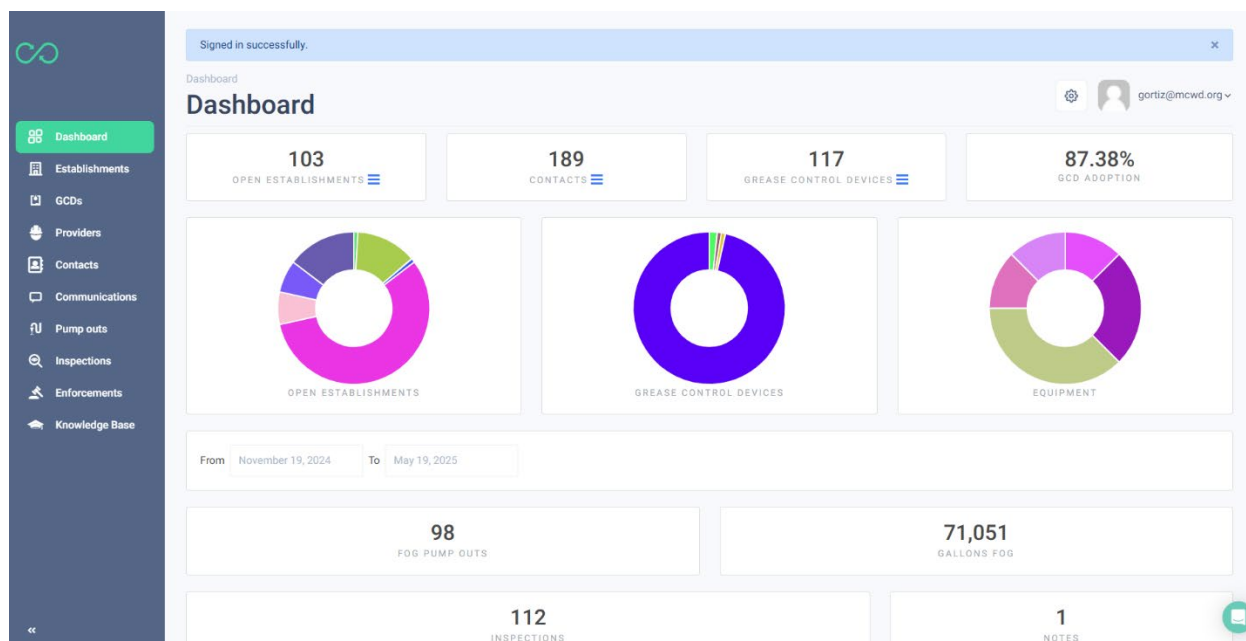 Signed in successfully. ×
Dashboard
Dashboard
gortiz@mcwd.org
Dashboard
Establishments
GCDs
Providers
Contacts
Communications
Pump outs
Inspections
Enforcements
Knowledge Base
«
103
OPEN ESTABLISHMENTS
189
CONTACTS
117
GREASE CONTROL DEVICES
87.38%
GCD ADOPTION
OPEN ESTABLISHMENTS
GREASE CONTROL DEVICES
EQUIPMENT
From November 19, 2024 To May 19, 2025
98
FOG PUMP OUTS
71,051
GALLONS FOG
112
INSPECTIONS
1
NOTES